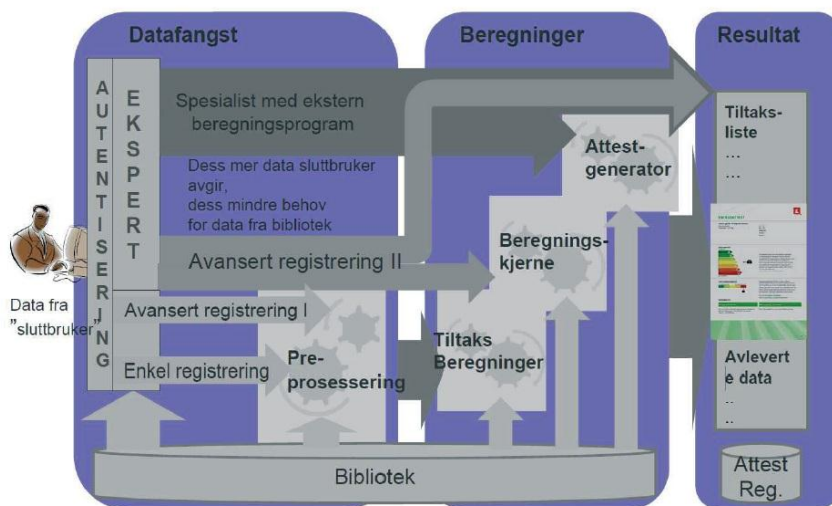 Datafangst
Beregninger
Resultat
AUTENTISERING
EKSPERT
Spesialist med ekstern
beregningsprogram
Dess mer data sluttbruker
avgir,
dess mindre behov
for data fra bibliotek
Avansert registrering II
Avansert registrering I
Enkel registrering
Data fra
"sluttbruker"
Pre-
prosessering
Tiltaks
Beregninger
Beregnings-
kjerne
Attest-
generator
Tiltaks-
liste
...
...
Avlevert
e data
..
..
Bibliotek
Attest
Reg.